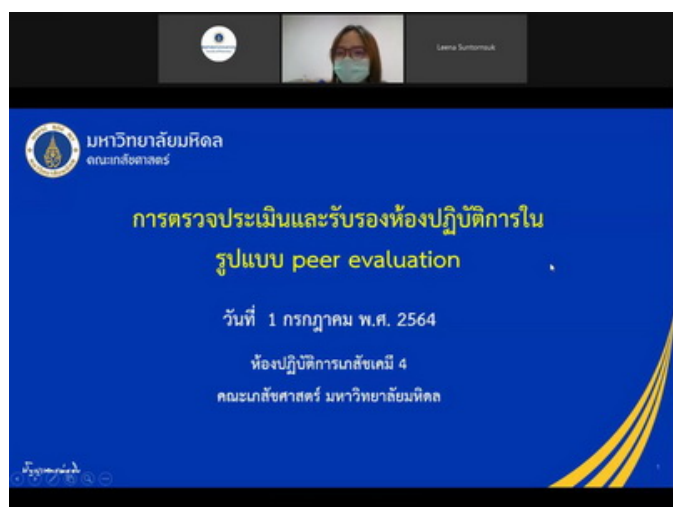 Leena Suntornsuk
มหาวิทยาลัยมหิดล
คณะเภสัชศาสตร์
การตรวจประเมินและรับรองห้องปฏิบัติการใน
รูปแบบ peer evaluation
วันที่ 1 กรกฎาคม พ.ศ. 2564
ห้องปฏิบัติการเภสัชเคมี 4
คณะเภสัชศาสตร์ มหาวิทยาลัยมหิดล